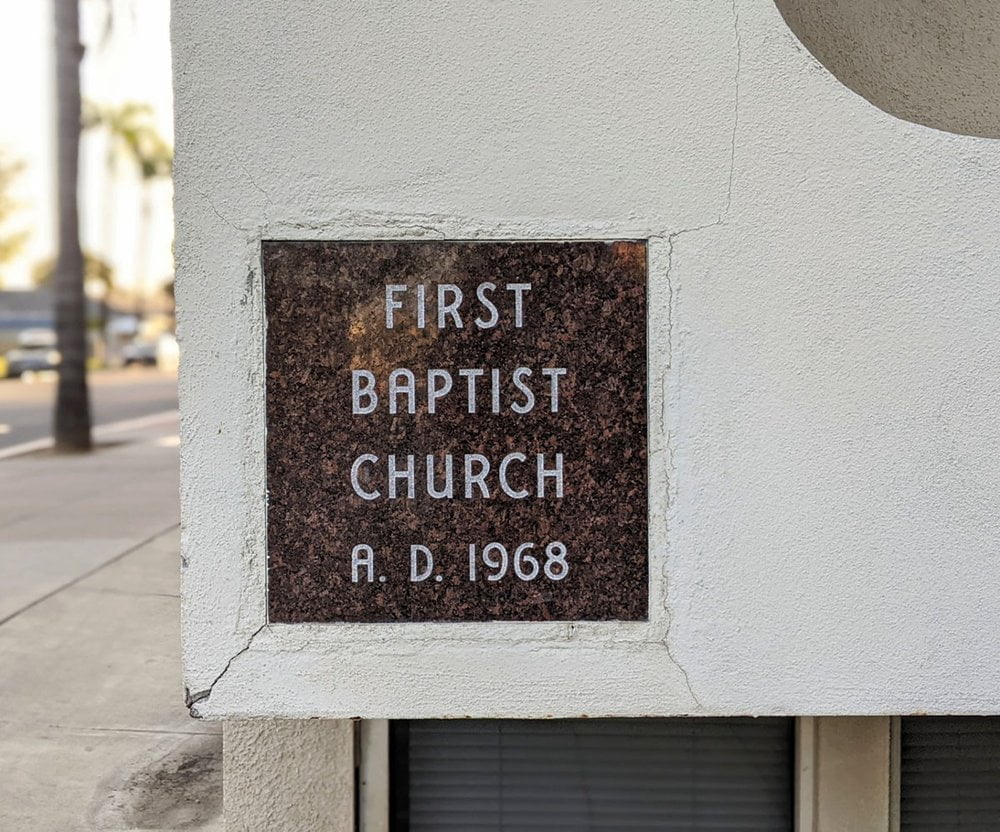 FIRST
BAPTIST
CHURCH
A. D. 1968